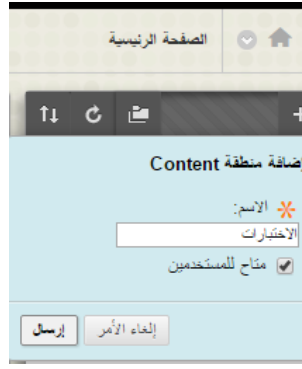 الصفحة الرئيسية
إضافة منطقة Content
الاسم:
الاختبارات
متاح للمستخدمين
إلغاء الأمر
إرسال